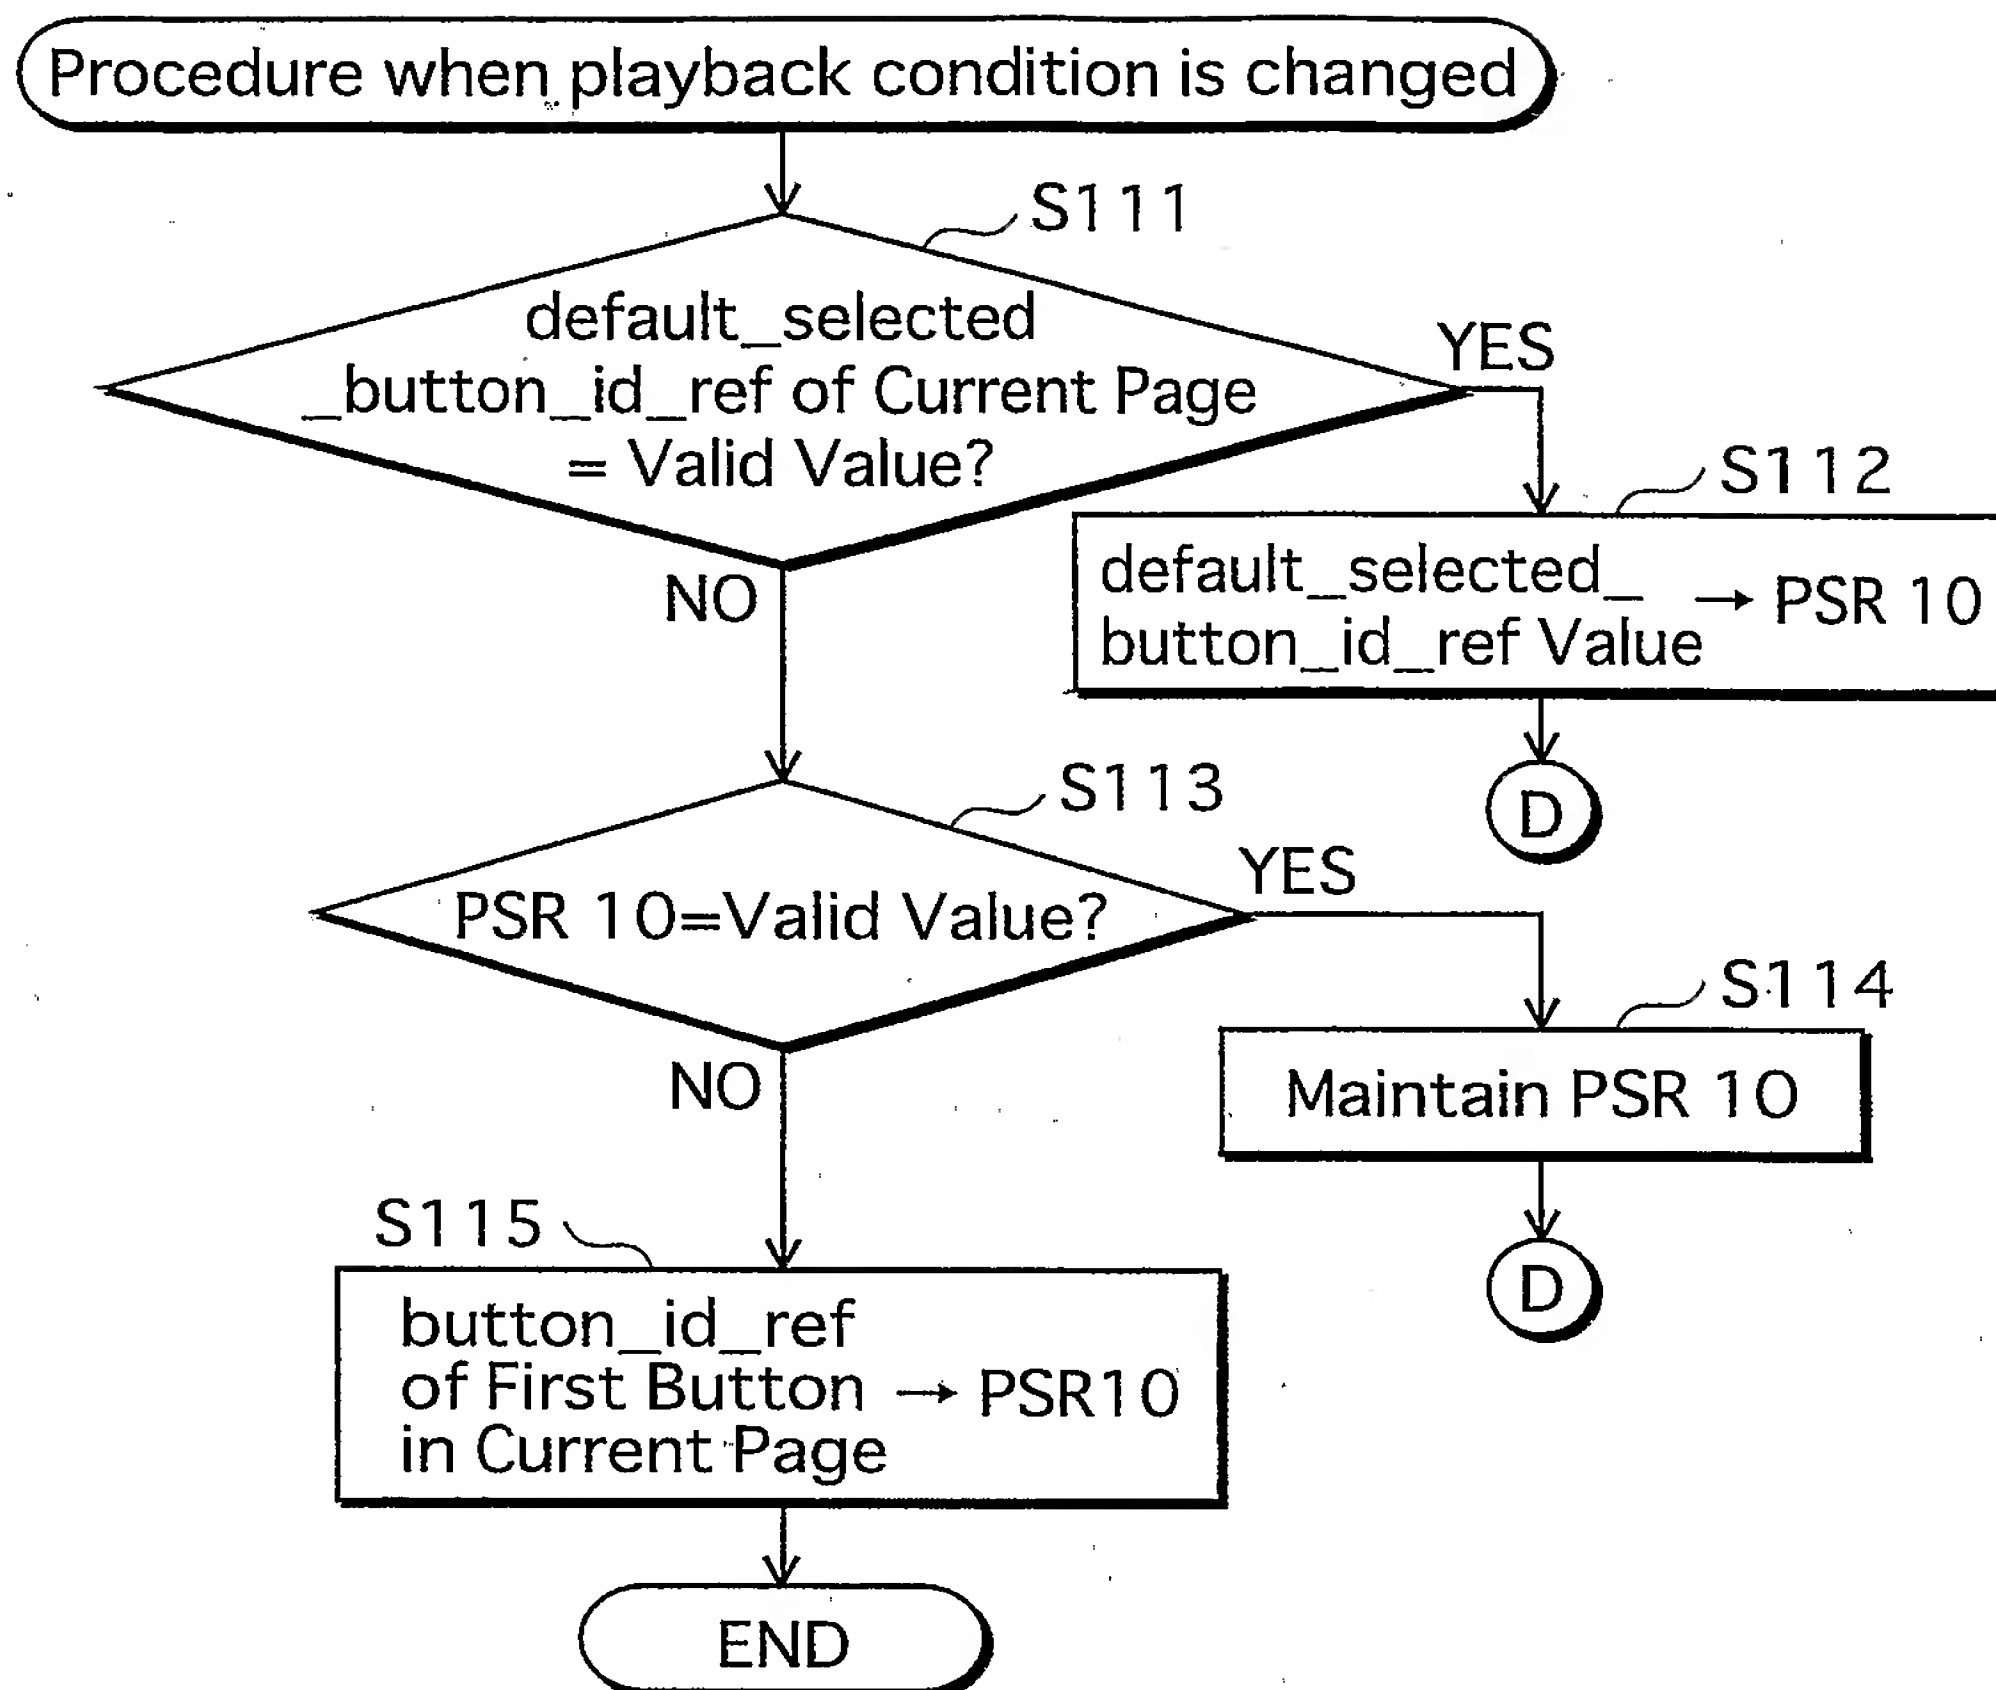 Procedure when playback condition is changed
S111
default_selected
_button_id_ref of Current Page
= Valid Value?
YES
NO
S112
default_selected_
button_id_ref Value → PSR 10
D
S113
PSR 10=Valid Value?
YES
NO
S114
Maintain PSR 10
D
S115
button_id_ref
of First Button → PSR10
in Current Page
END